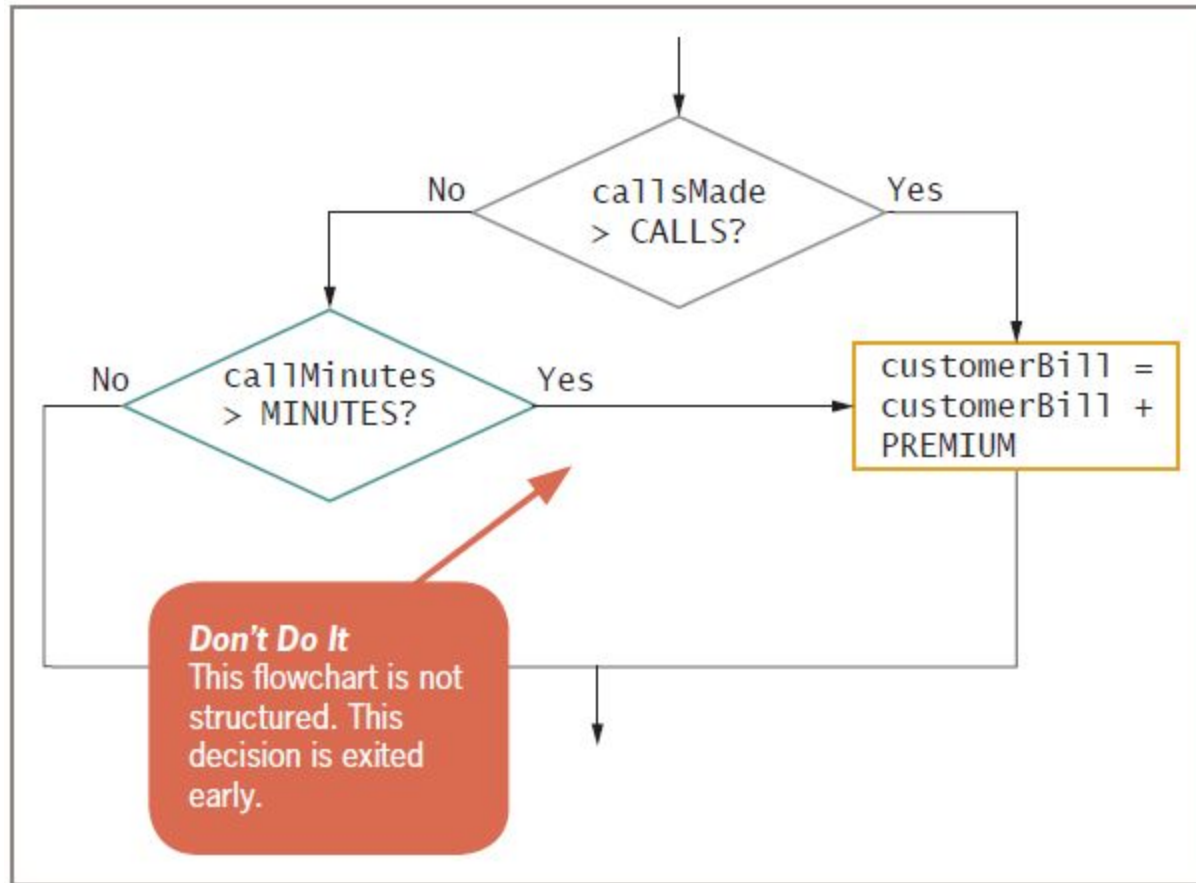 callsMade
> CALLS?
No
Yes
callMinutes
> MINUTES?
No
Yes
customerBill =
customerBill +
PREMIUM
Don't Do It
This flowchart is not
structured. This
decision is exited
early.